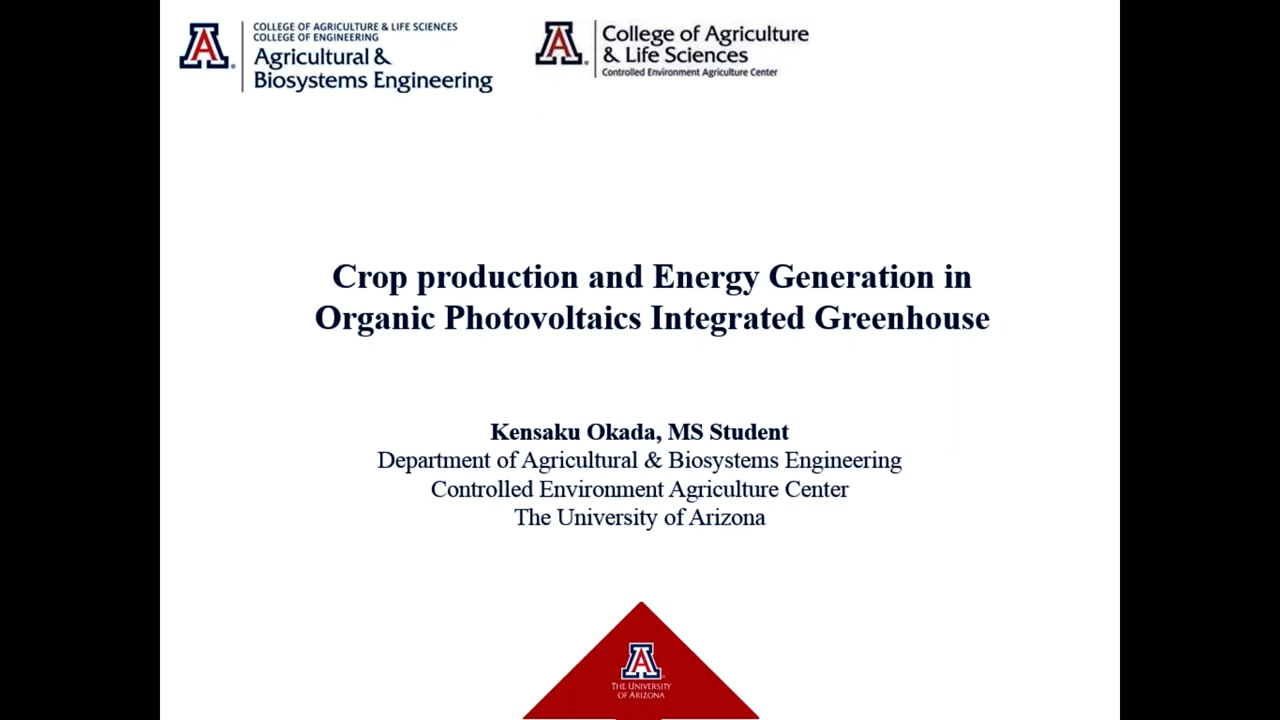 COLLEGE OF AGRICULTURE & LIFE SCIENCES
COLLEGE OF ENGINEERING
Agricultural &
Biosystems Engineering
College of Agriculture
& Life Sciences
Controlled Environment Agriculture Center
Crop production and Energy Generation in
Organic Photovoltaics Integrated Greenhouse
Kensaku Okada, MS Student
Department of Agricultural & Biosystems Engineering
Controlled Environment Agriculture Center
The University of Arizona
A
THE UNIVERSITY
OF ARIZONA